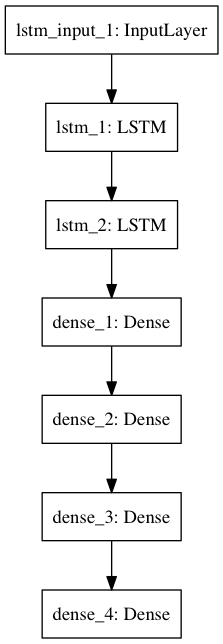 lstm_input_1: InputLayer
lstm_1: LSTM
lstm_2: LSTM
dense_1: Dense
dense_2: Dense
dense_3: Dense
dense_4: Dense